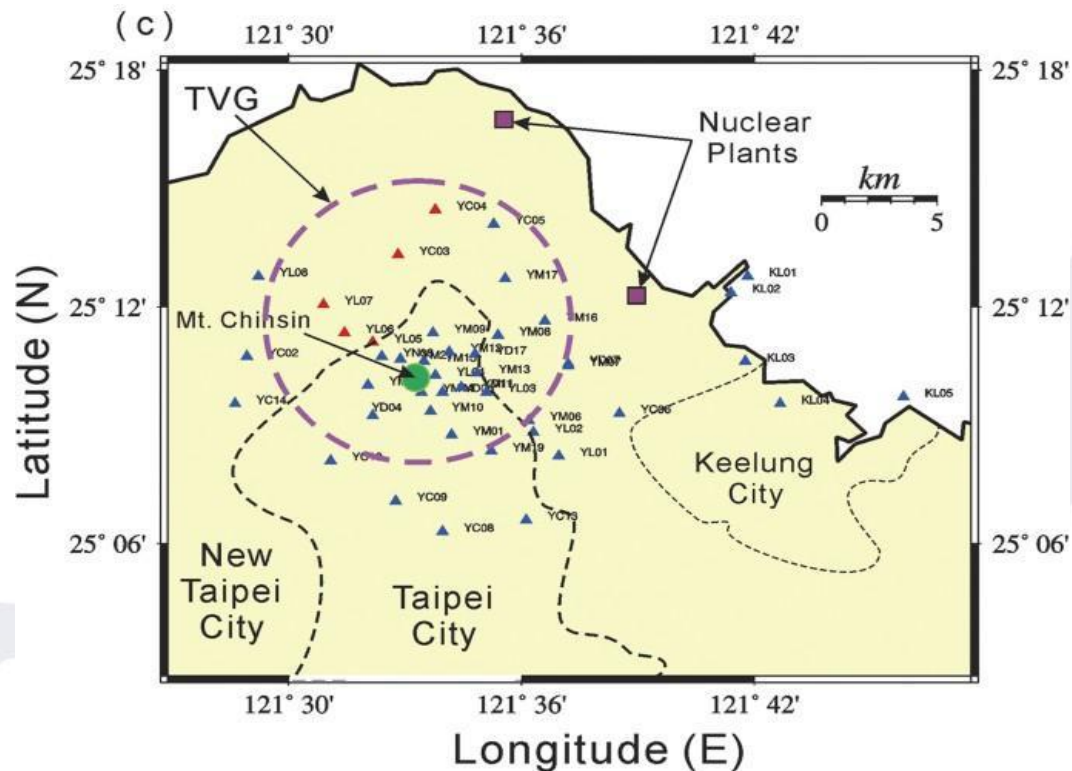 (c)
121° 30'
121° 36'
121° 42'
25° 18'
25° 18'
TVG
Nuclear
Plants
km
0
5
YC04
YC05
YC03
YL08
YM17
KL01
KL02
25° 12'
25° 12'
YL07
M16
Mt. Chinsin
YL06
YL05
YM09
YM08
YC02
YM12
YD17
KL03
YM13
YC14
YL03
KL04
KL05
YD04
YM10
YC06
YM06
YL02
YM01
YM19
YL01
Keelung
City
YC09
YC13
YC08
25° 06'
25° 06'
New
Taipei
City
Taipei
City
Latitude (N)
121° 30'
121° 36'
121° 42'
Longitude (E)